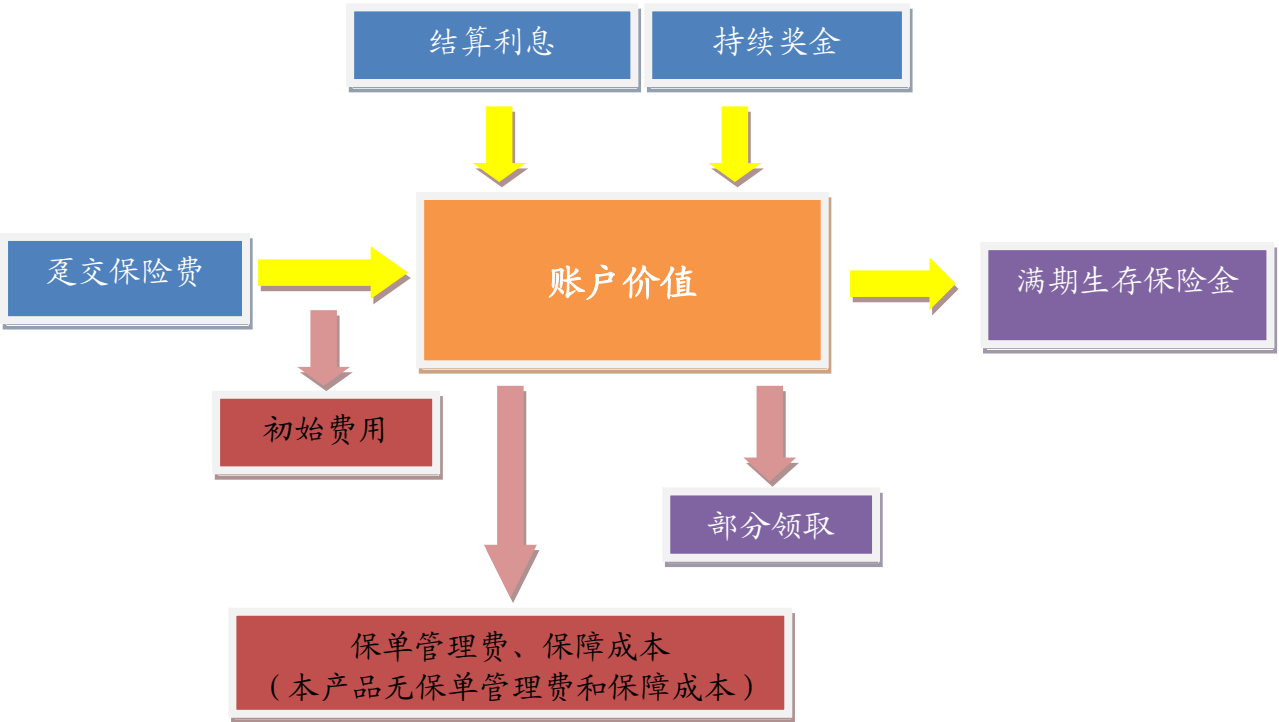 结算利息
持续奖金
趸交保险费
账户价值
满期生存保险金
初始费用
部分领取
保单管理费、保障成本
（本产品无保单管理费和保障成本）